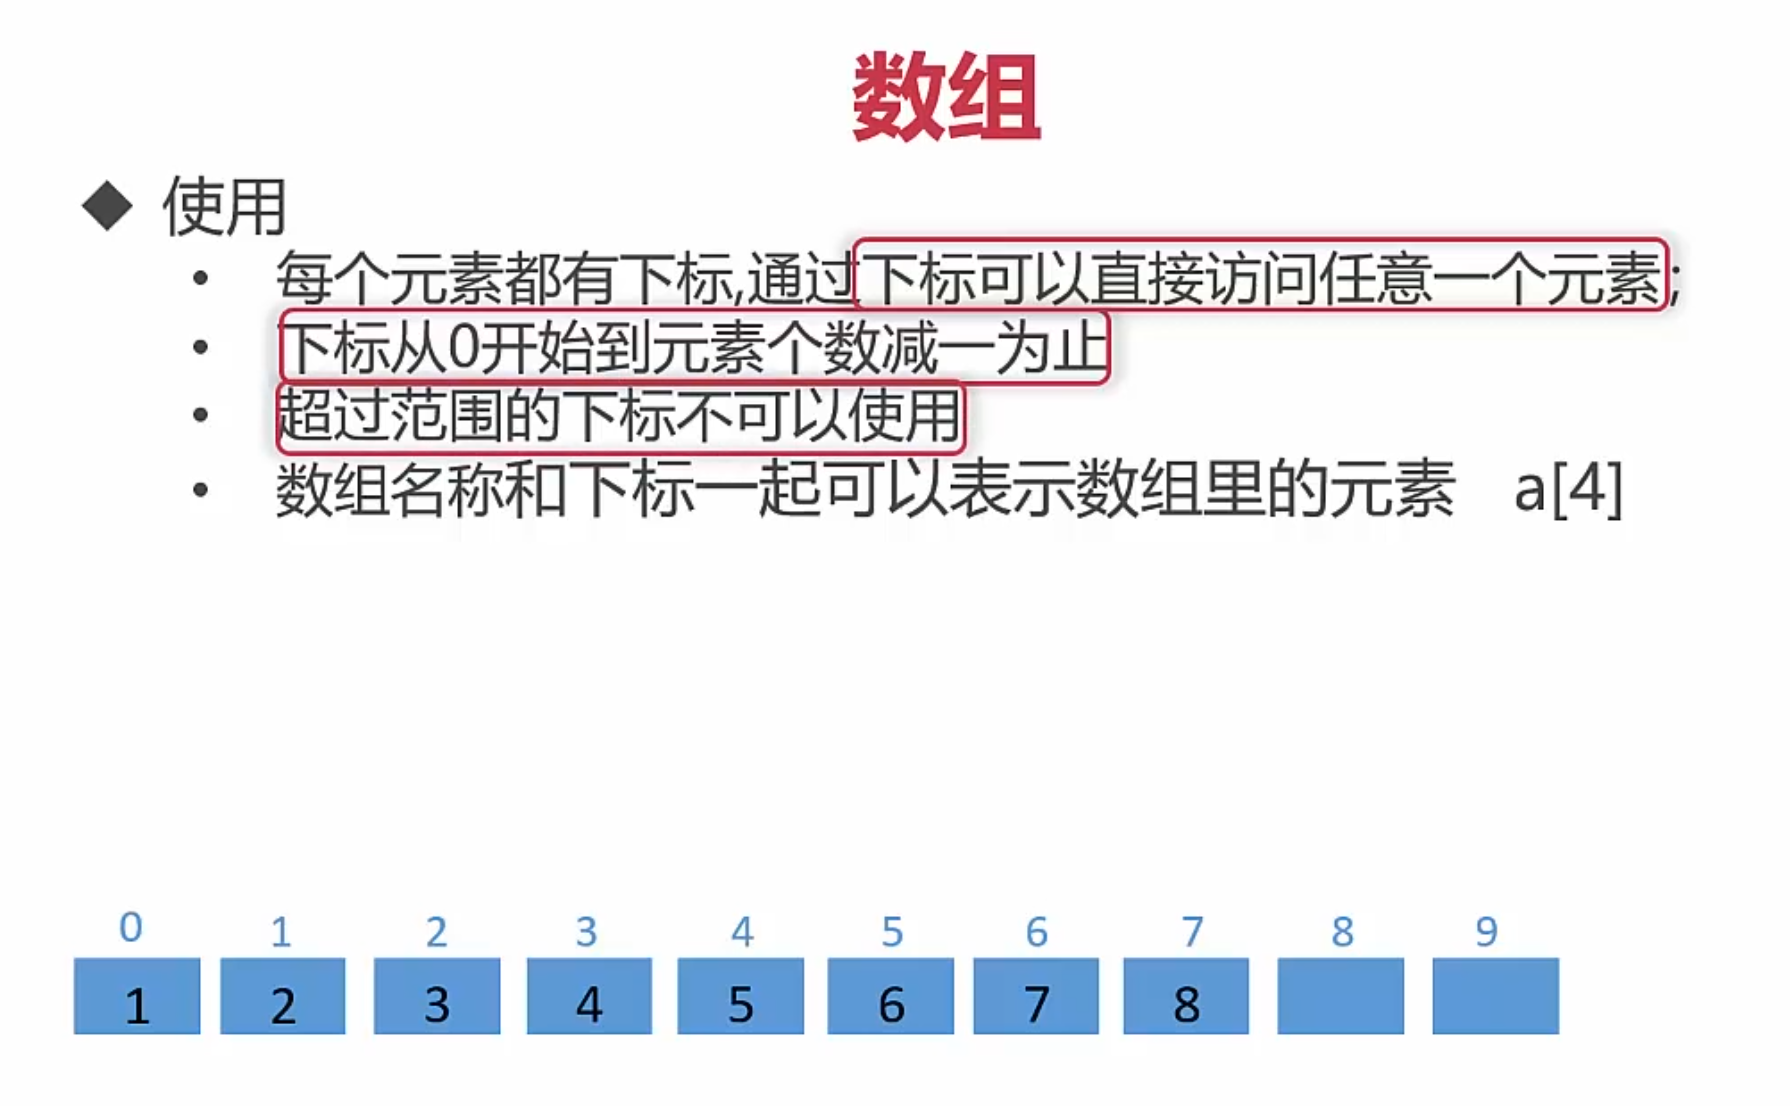 数组
◆ 使用
• 每个元素都有下标,通过下标可以直接访问任意一个元素;
• 下标从0开始到元素个数减一为止
• 超过范围的下标不可以使用
• 数组名称和下标一起可以表示数组里的元素 a[4]
0 1 2 3 4 5 6 7 8 9
1 2 3 4 5 6 7 8